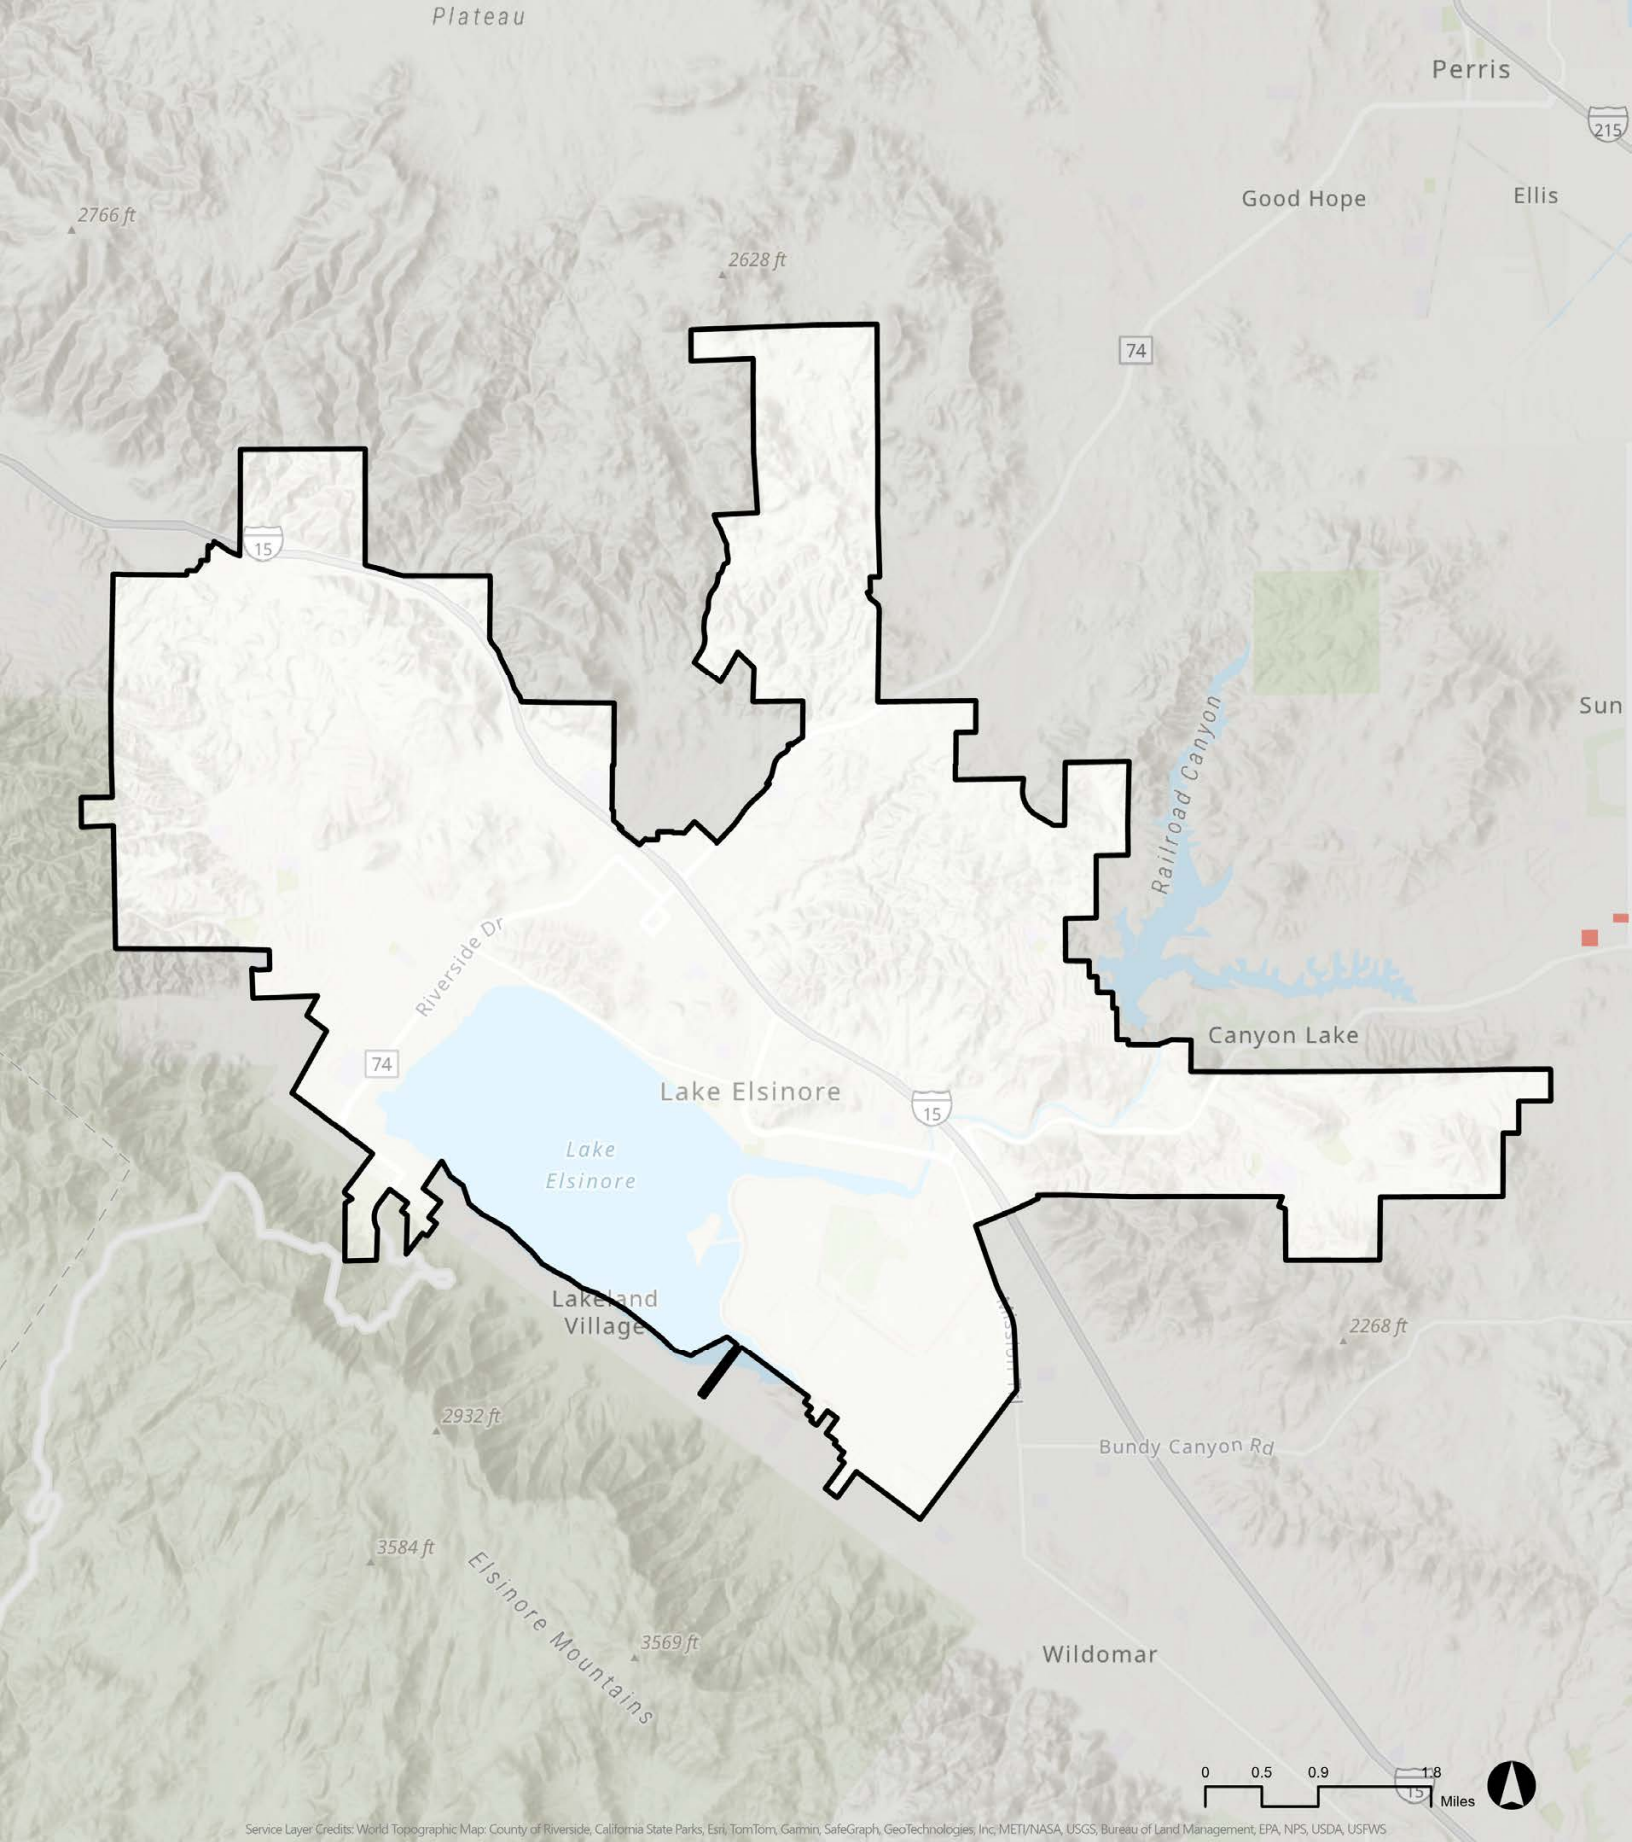 Plateau
Perris
215
Good Hope
Ellis
2766 ft
2628 ft
74
15
Sun
Railroad Canyon
Riverside Dr
74
Canyon Lake
Lake Elsinore
15
Lake
Elsinore
Lakeland
Village
2268 ft
2932 ft
Bundy Canyon Rd
3584 ft
Elsinore Mountains
3569 ft
Wildomar
0 0.5 0.9 1.8
Miles
15
Service Layer Credits: World Topographic Map: County of Riverside, California State Parks, Esri, TomTom, Garmin, SafeGraph, GeoTechnologies, Inc, METI/NASA, USGS, Bureau of Land Management, EPA, NPS, USDA, USFWS